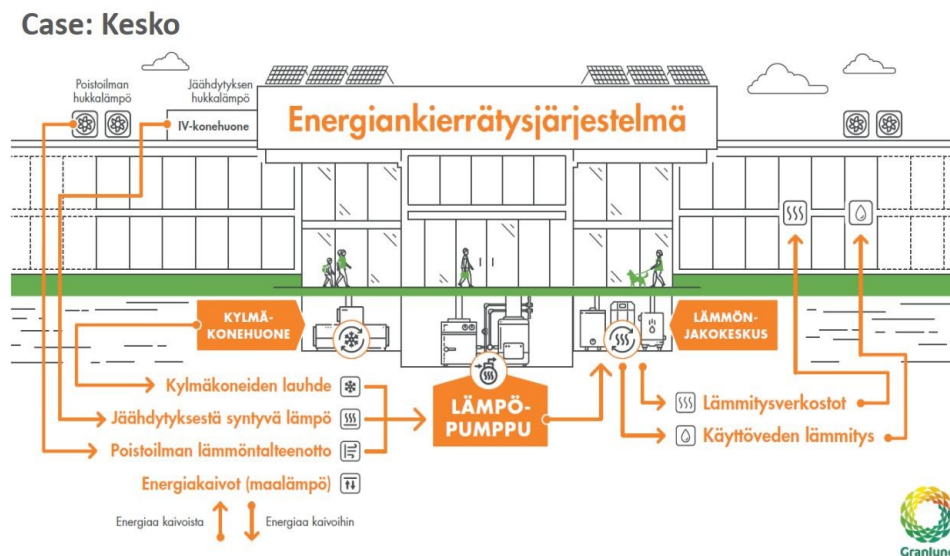 Case: Kesko
Poistoilman
hukkalämpö
Jäähdytyksen
hukkalämpö
IV-konehuone
Energiankierrätysjärjestelmä
KYLMÄ-
KONEHUONE
LÄMMÖN-
JAKOKESKUS
Kylmäkoneiden lauhde
Jäähdytyksestä syntyvä lämpö
Poistoilman lämmöntalteenotto
Energiakaivot (maalämpö)
Energiaa kaivoista
Energiaa kaivoihin
LÄMPÖ-
PUMPPU
Lämmitysverkostot
Käyttöveden lämmitys
Granlund